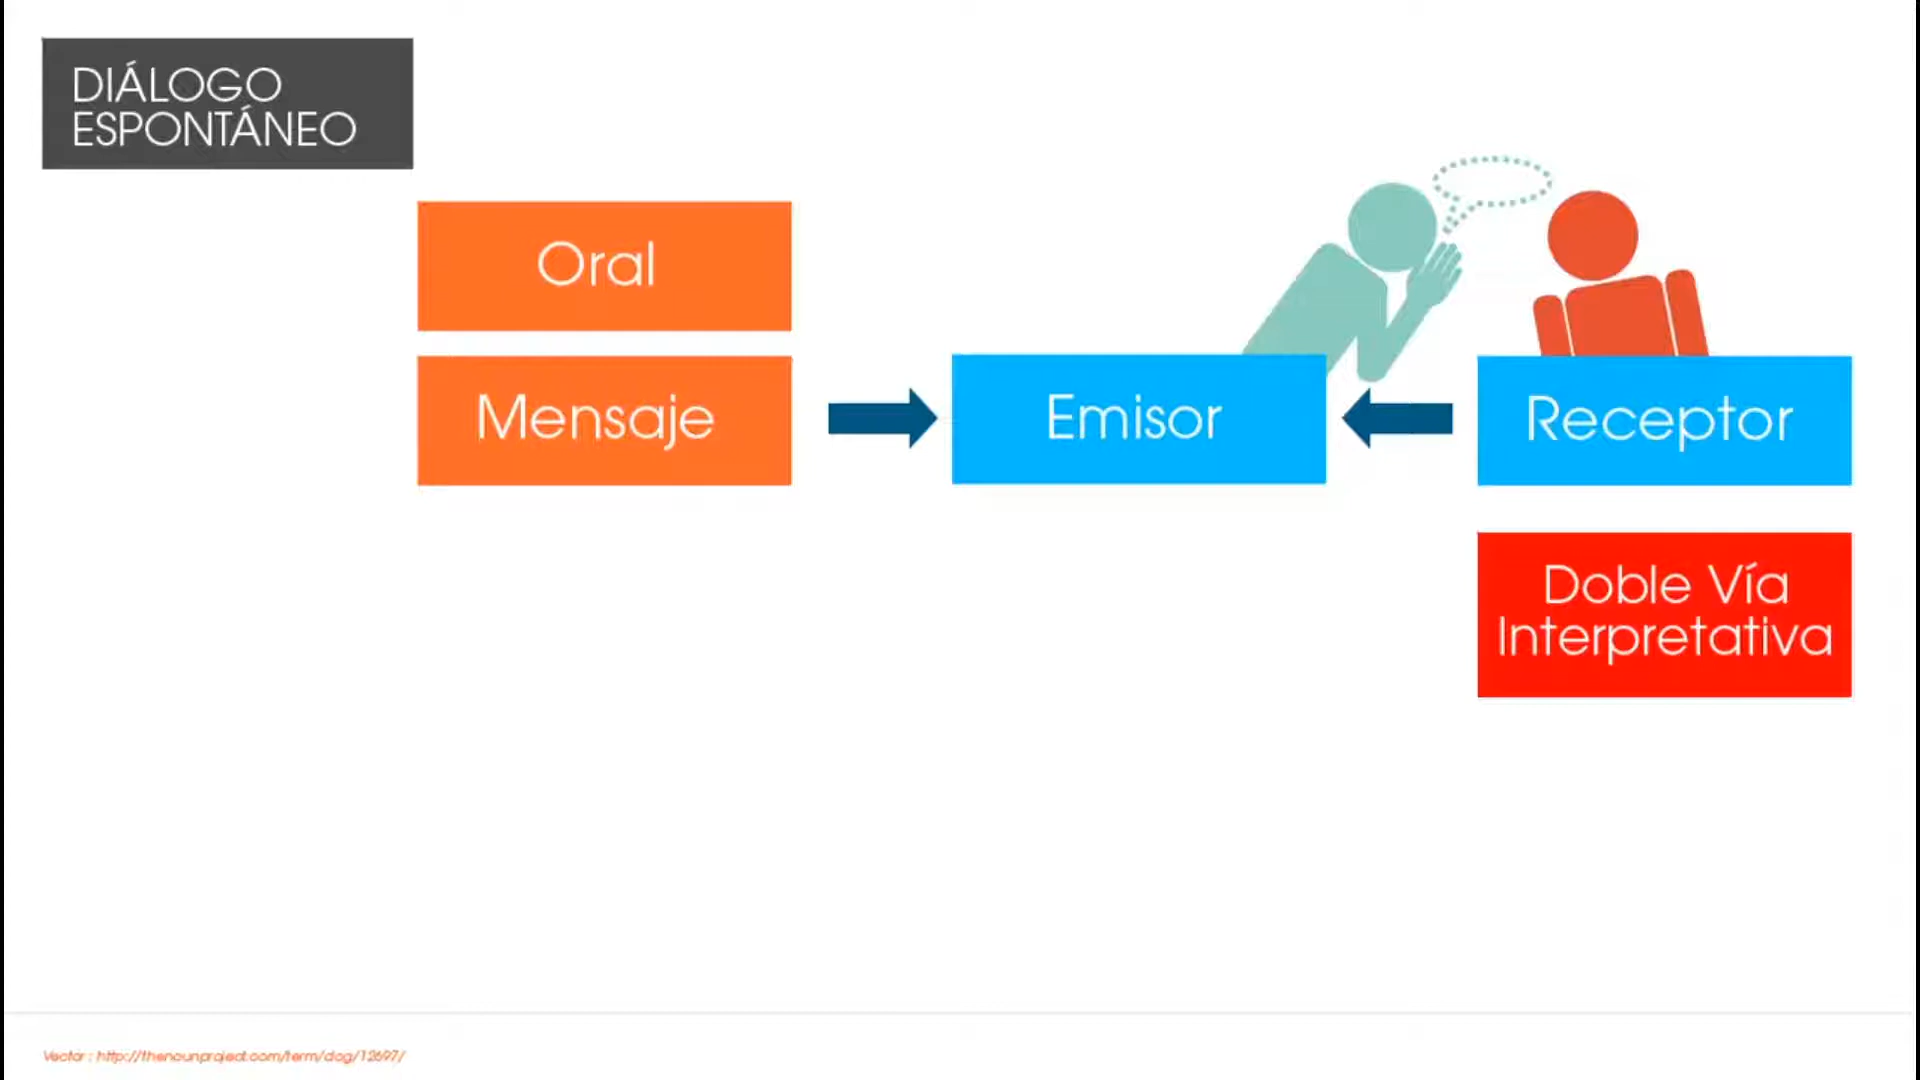 DIÁLOGO
ESPONTÁNEO
Oral
Mensaje
Emisor
Receptor
Doble Vía
Interpretativa
Vector : http://thenounproject.com/term/dog/12697/